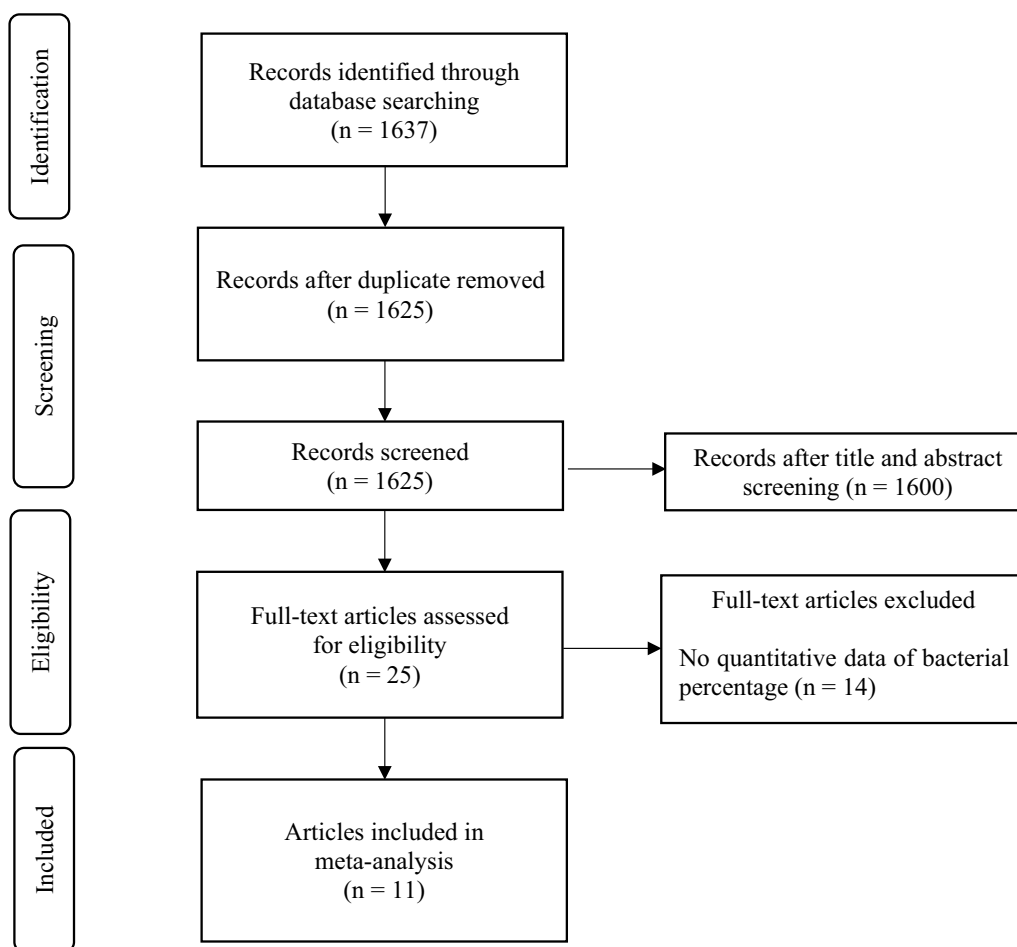 Identification
Records identified through
database searching
(n = 1637)
Screening
Records after duplicate removed
(n = 1625)
Records screened
(n = 1625)
Records after title and abstract
screening (n = 1600)
Eligibility
Full-text articles assessed
for eligibility
(n = 25)
Full-text articles excluded
No quantitative data of bacterial
percentage (n = 14)
Included
Articles included in
meta-analysis
(n = 11)